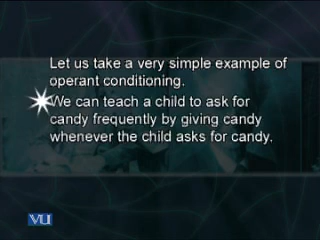 Let us take a very simple example of
operant conditioning.
We can teach a child to ask for
candy frequently by giving candy
whenever the child asks for candy.
VU